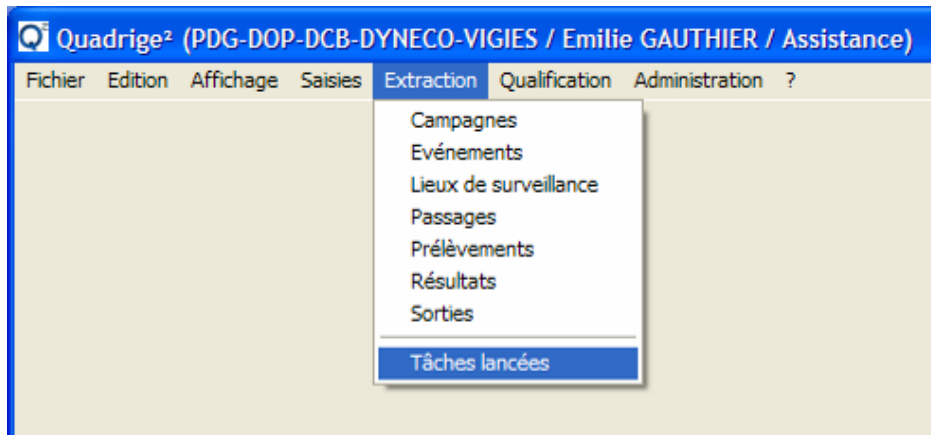 Quadrige² (PDG-DOP-DCB-DYNECO-VIGIES / Emilie GAUTHIER / Assistance)
Fichier Edition Affichage Saisies Extraction Qualification Administration ?
Campagnes
Evénements
Lieux de surveillance
Passages
Prélèvements
Résultats
Sorties
Tâches lancées